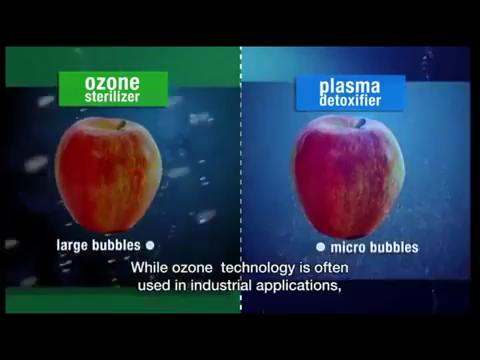 ozone
sterilizer
plasma
detoxifier
large bubbles
micro bubbles
While ozone technology is often
used in industrial applications,